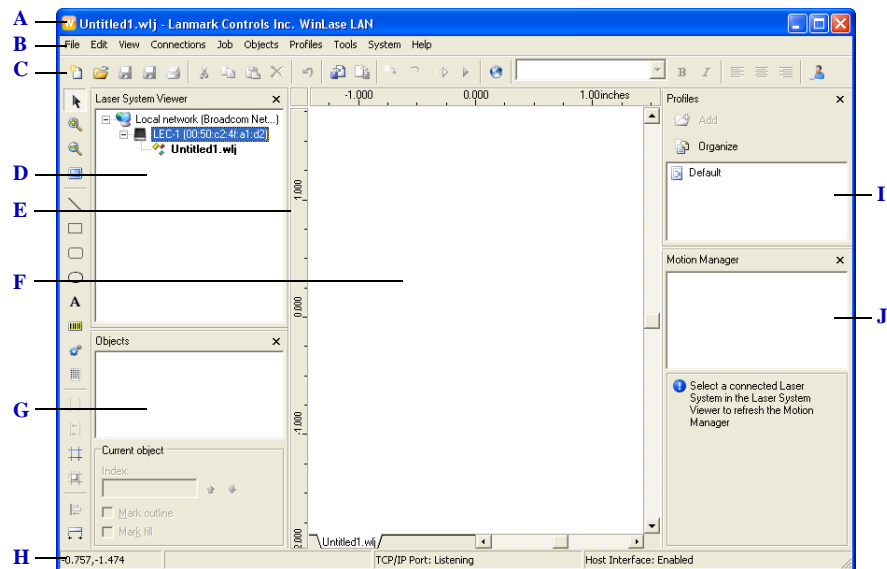 A
Untitled1.wlj - Lanmark Controls Inc. WinLase LAN
B
File Edit View Connections Job Objects Profiles Tools System Help
C
B I
Laser System Viewer
-1.000 0.000 1.00inches
Profiles
Local network (Broadcom Net...)
LEC-1 (00:50:c2:4f:a1:d2)
Untitled1.wlj
Add
Organize
Default
D
E
1.000
I
F
0.000
Motion Manager
A
J
Objects
G
-1.000
Select a connected Laser
System in the Laser System
Viewer to refresh the Motion
Manager
Current object
Index:
Mark outline
Mark fill
2.000
Untitled1.wlj
H
-0.757,-1.474
TCP/IP Port: Listening
Host Interface: Enabled